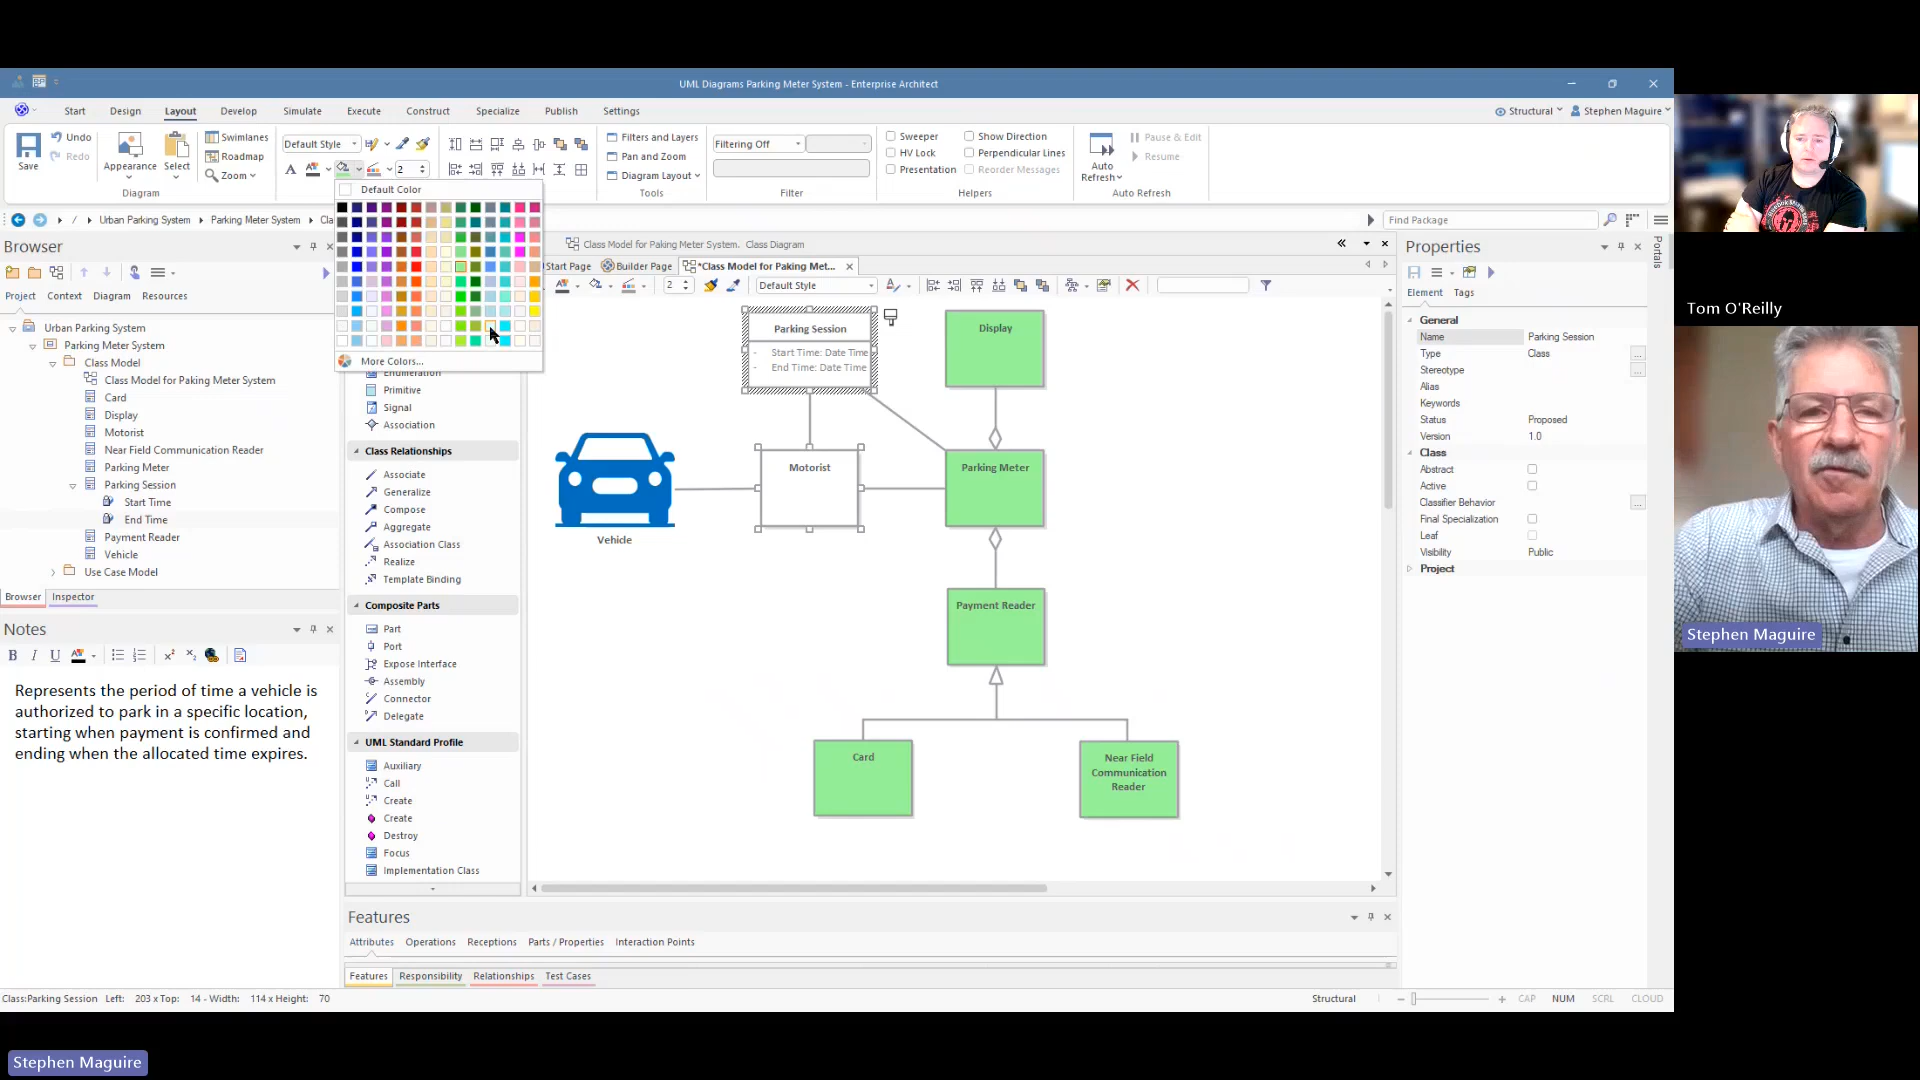 UML Diagrams Parking Meter System - Enterprise Architect
Start Design Layout Develop Simulate Execute Construct Specialize Publish Settings
Structural Stephen Maguire
Save Undo Redo
Appearance Select
Swimlanes
Roadmap
Zoom
Diagram
Default Style
A 2
Filters and Layers
Pan and Zoom
Diagram Layout
Tools
Filtering Off
Filter
Sweeper Show Direction
HV Lock Perpendicular Lines
Presentation Reorder Messages
Helpers
Auto Refresh
Pause & Edit
Resume
Auto Refresh
Default Color
More Colors...
/ Urban Parking System Parking Meter System Cla
Find Package
Portals
Browser
Project Context Diagram Resources
Urban Parking System
Parking Meter System
Class Model
Class Model for Paking Meter System
Card
Display
Motorist
Near Field Communication Reader
Parking Meter
Parking Session
Start Time
End Time
Payment Reader
Vehicle
Use Case Model
Browser Inspector
Notes
B I U A
Represents the period of time a vehicle is
authorized to park in a specific location,
starting when payment is confirmed and
ending when the allocated time expires.
Enumeration
Primitive
Signal
Association
Class Relationships
Associate
Generalize
Compose
Aggregate
Association Class
Realize
Template Binding
Composite Parts
Part
Port
Expose Interface
Assembly
Connector
Delegate
UML Standard Profile
Auxiliary
Call
Create
Create
Destroy
Focus
Implementation Class
Class Model for Paking Meter System. Class Diagram
Start Page Builder Page *Class Model for Paking Met...
2 Default Style
Parking Session
- Start Time: Date Time
- End Time: Date Time
Display
Motorist
Parking Meter
Vehicle
Payment Reader
Card
Near Field
Communication
Reader
Properties
Element Tags
General
Name Parking Session
Type Class
Stereotype
Alias
Keywords
Status Proposed
Version 1.0
Class
Abstract
Active
Classifier Behavior
Final Specialization
Leaf
Visibility Public
Project
Features
Attributes Operations Receptions Parts / Properties Interaction Points
Features Responsibility Relationships Test Cases
Class:Parking Session Left: 203 x Top: 14 - Width: 114 x Height: 70
Structural CAP NUM SCRL CLOUD
Tom O'Reilly
Stephen Maguire
Stephen Maguire